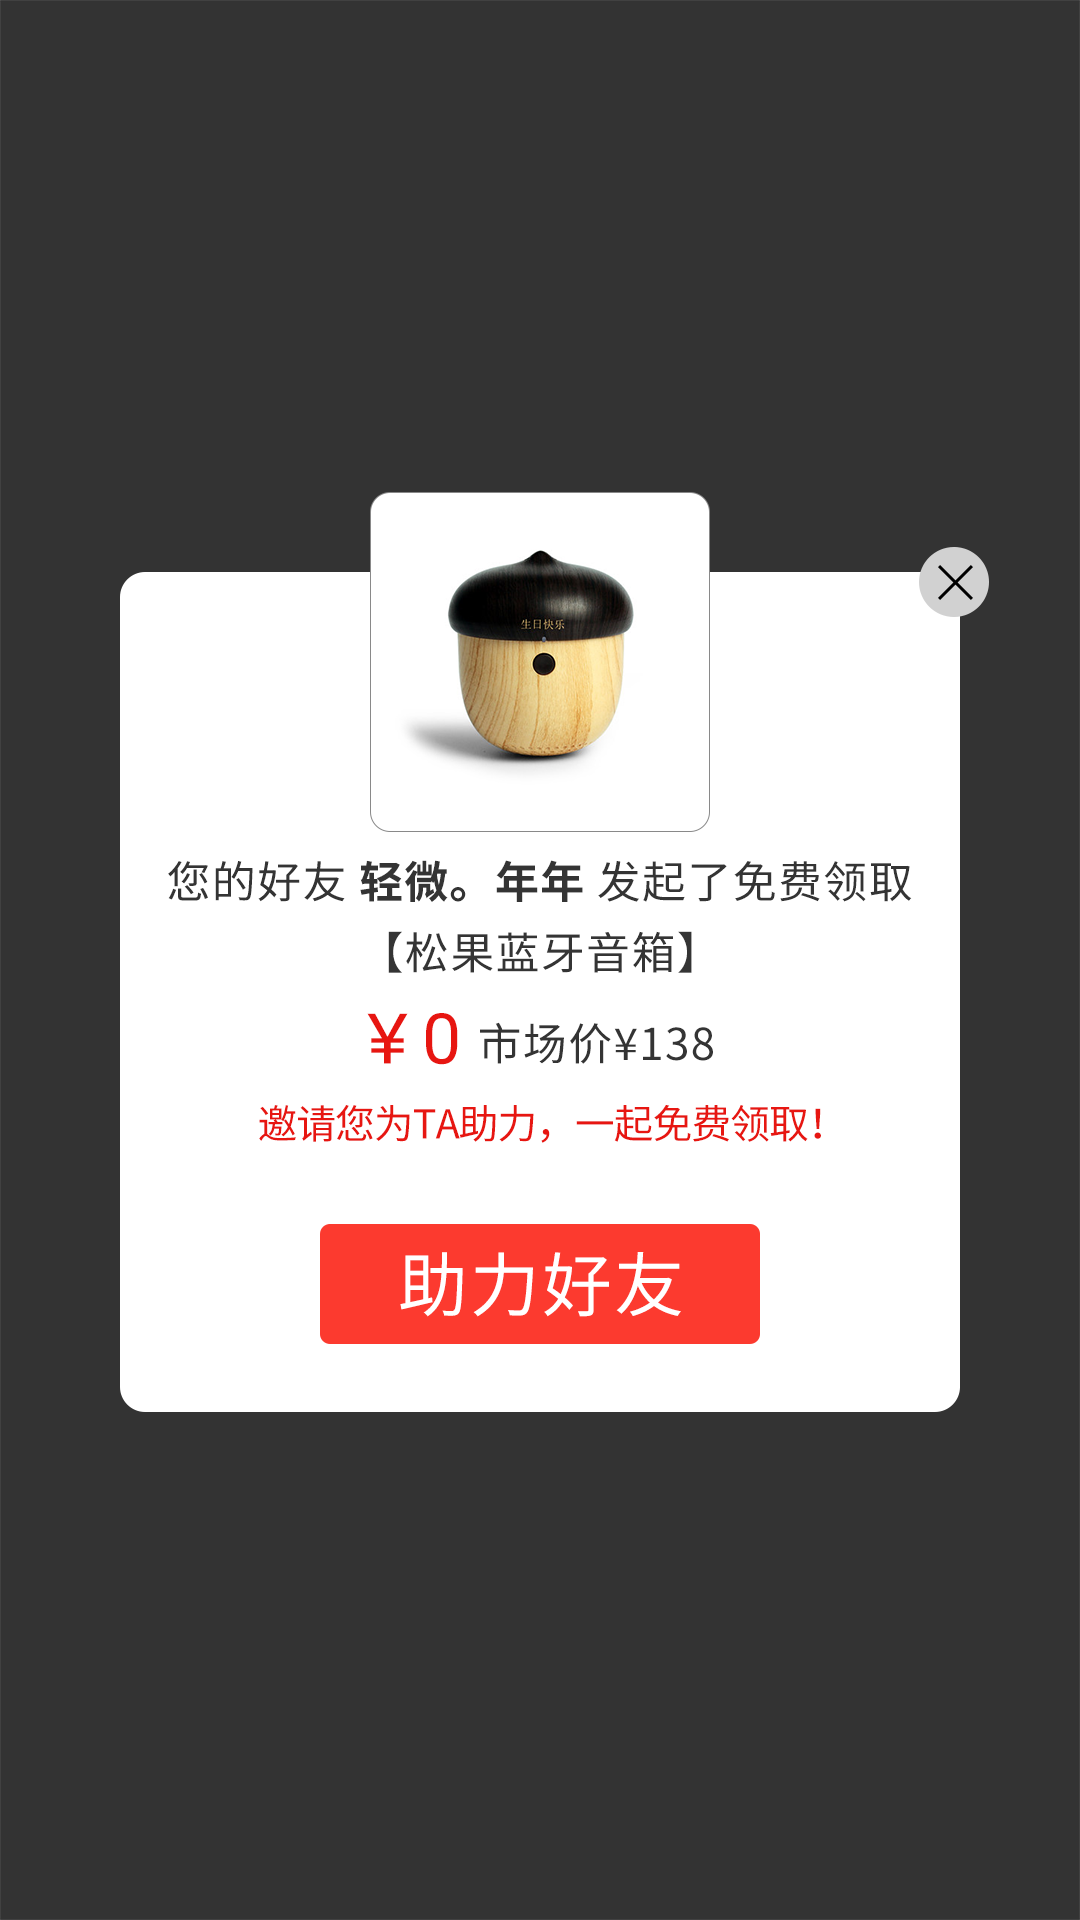 生日快乐
您的好友 轻微。年年 发起了免费领取
【松果蓝牙音箱】
¥0 市场价¥138
邀请您为TA助力，一起免费领取！
助力好友